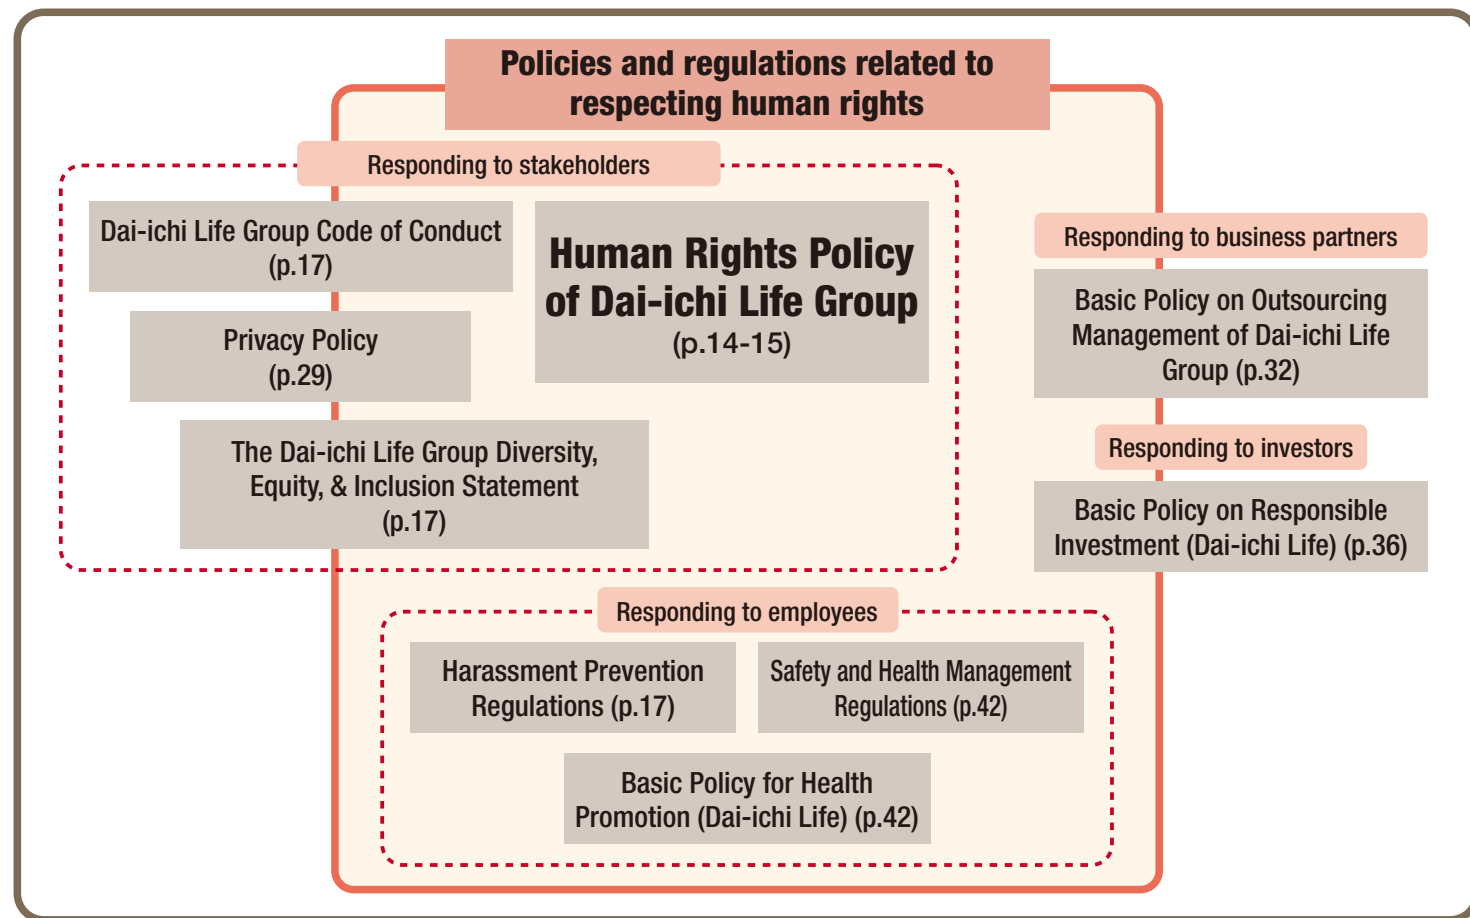 Policies and regulations related to
respecting human rights
Responding to stakeholders
Dai-ichi Life Group Code of Conduct
(p.17)
Human Rights Policy
of Dai-ichi Life Group
(p.14-15)
Privacy Policy
(p.29)
The Dai-ichi Life Group Diversity,
Equity, & Inclusion Statement
(p.17)
Responding to business partners
Basic Policy on Outsourcing
Management of Dai-ichi Life
Group (p.32)
Responding to investors
Basic Policy on Responsible
Investment (Dai-ichi Life) (p.36)
Responding to employees
Harassment Prevention
Regulations (p.17)
Safety and Health Management
Regulations (p.42)
Basic Policy for Health
Promotion (Dai-ichi Life) (p.42)